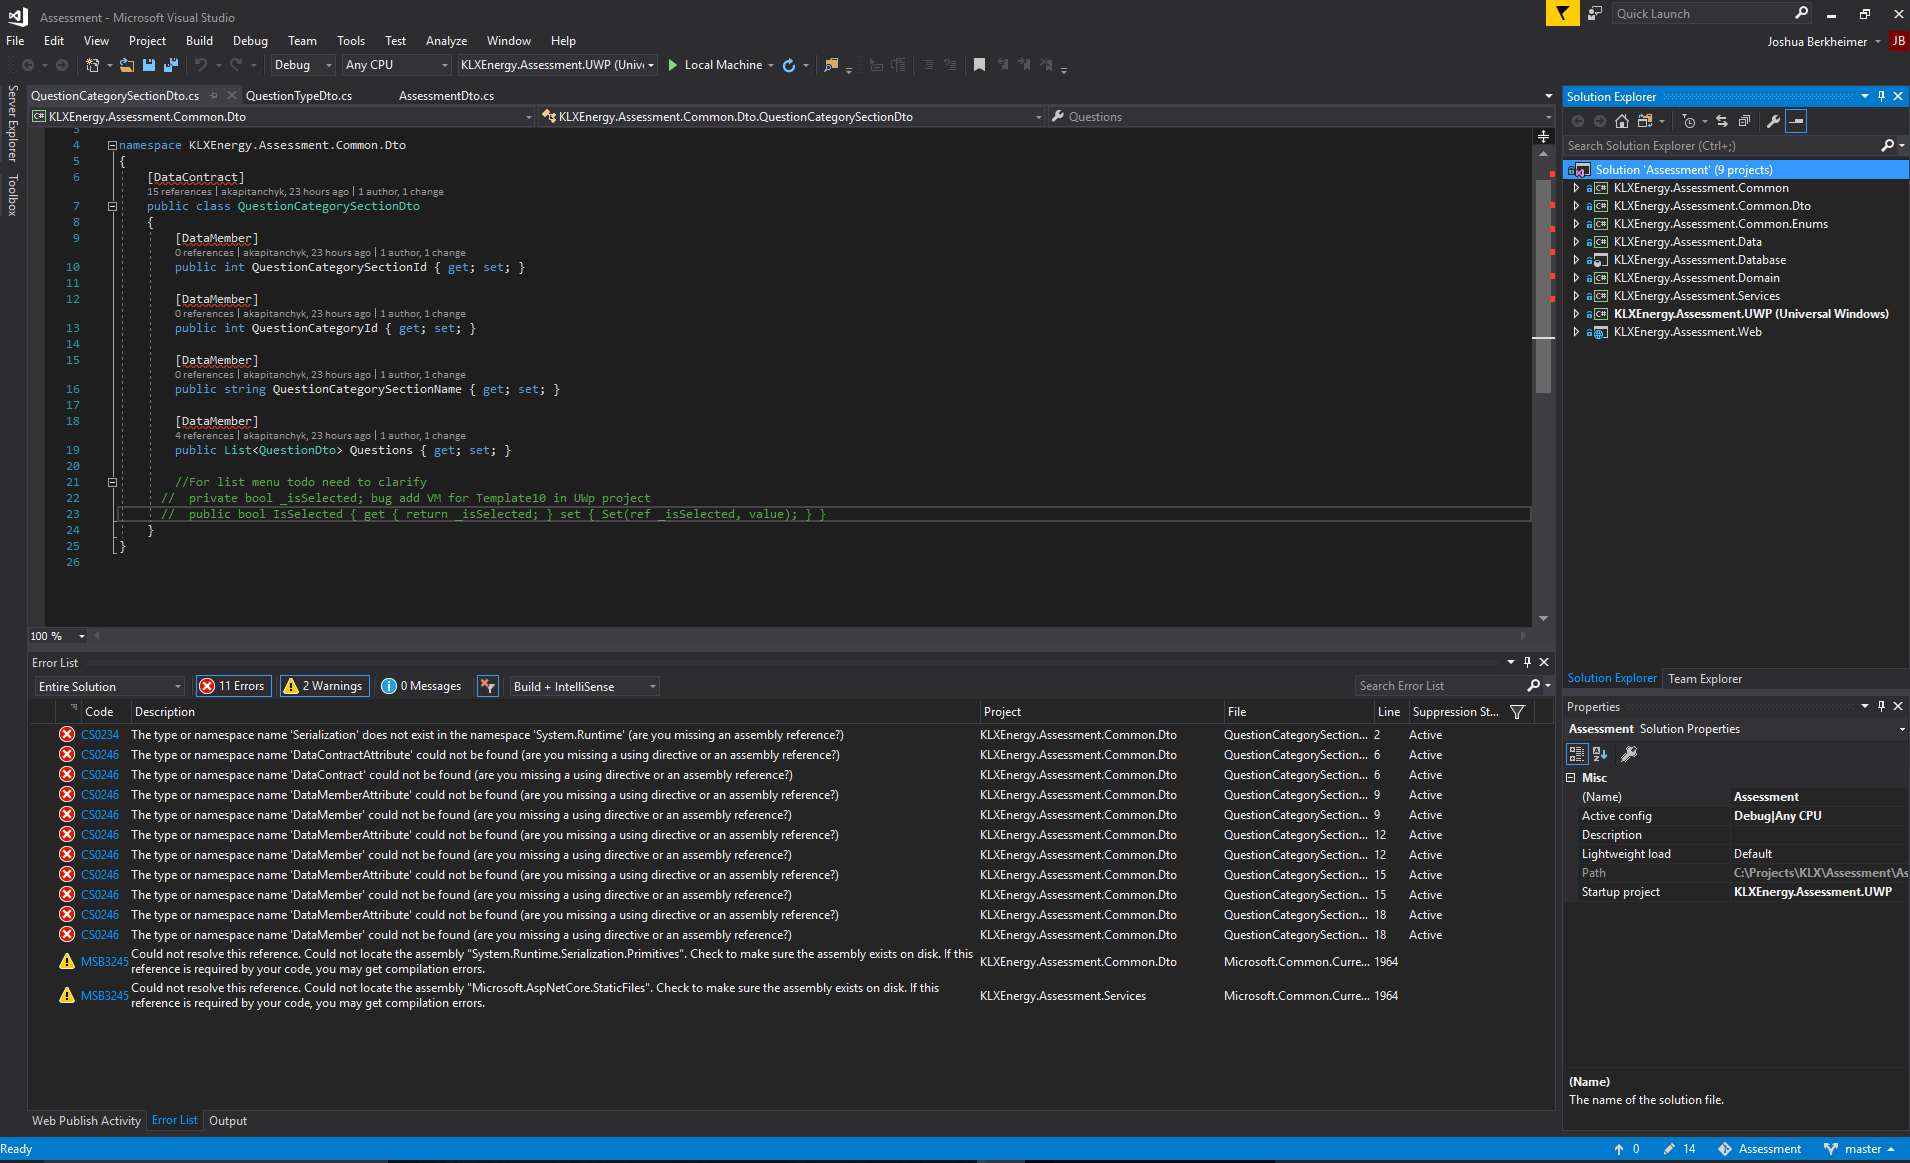 Assessment - Microsoft Visual Studio
Quick Launch
File Edit View Project Build Debug Team Tools Test Analyze Window Help
Joshua Berkheimer JB
Debug Any CPU KLXEnergy.Assessment.UWP (Univ Local Machine
Server Explorer
Toolbox
QuestionCategorySectionDto.cs QuestionTypeDto.cs AssessmentDto.cs
KLXEnergy.Assessment.Common.Dto KLXEnergy.Assessment.Common.Dto.QuestionCategorySectionDto Questions
3
4 namespace KLXEnergy.Assessment.Common.Dto
5 {
6 [DataContract]
15 references | akapitanchyk, 23 hours ago | 1 author, 1 change
7 public class QuestionCategorySectionDto
8 {
9 [DataMember]
0 references | akapitanchyk, 23 hours ago | 1 author, 1 change
10 public int QuestionCategorySectionId { get; set; }
11
12 [DataMember]
0 references | akapitanchyk, 23 hours ago | 1 author, 1 change
13 public int QuestionCategoryId { get; set; }
14
15 [DataMember]
0 references | akapitanchyk, 23 hours ago | 1 author, 1 change
16 public string QuestionCategorySectionName { get; set; }
17
18 [DataMember]
4 references | akapitanchyk, 23 hours ago | 1 author, 1 change
19 public List<QuestionDto> Questions { get; set; }
20
21 //For list menu todo need to clarify
22 // private bool _isSelected; bug add VM for Template10 in UWp project
23 // public bool IsSelected { get { return _isSelected; } set { Set(ref _isSelected, value); } }
24 }
25 }
26
100 %
Error List
Entire Solution 11 Errors 2 Warnings 0 Messages Build + IntelliSense Search Error List
Code Description Project File Line Suppression St...
CS0234 The type or namespace name 'Serialization' does not exist in the namespace 'System.Runtime' (are you missing an assembly reference?) KLXEnergy.Assessment.Common.Dto QuestionCategorySection... 2 Active
CS0246 The type or namespace name 'DataContractAttribute' could not be found (are you missing a using directive or an assembly reference?) KLXEnergy.Assessment.Common.Dto QuestionCategorySection... 6 Active
CS0246 The type or namespace name 'DataContract' could not be found (are you missing a using directive or an assembly reference?) KLXEnergy.Assessment.Common.Dto QuestionCategorySection... 6 Active
CS0246 The type or namespace name 'DataMemberAttribute' could not be found (are you missing a using directive or an assembly reference?) KLXEnergy.Assessment.Common.Dto QuestionCategorySection... 9 Active
CS0246 The type or namespace name 'DataMember' could not be found (are you missing a using directive or an assembly reference?) KLXEnergy.Assessment.Common.Dto QuestionCategorySection... 9 Active
CS0246 The type or namespace name 'DataMemberAttribute' could not be found (are you missing a using directive or an assembly reference?) KLXEnergy.Assessment.Common.Dto QuestionCategorySection... 12 Active
CS0246 The type or namespace name 'DataMember' could not be found (are you missing a using directive or an assembly reference?) KLXEnergy.Assessment.Common.Dto QuestionCategorySection... 12 Active
CS0246 The type or namespace name 'DataMemberAttribute' could not be found (are you missing a using directive or an assembly reference?) KLXEnergy.Assessment.Common.Dto QuestionCategorySection... 15 Active
CS0246 The type or namespace name 'DataMember' could not be found (are you missing a using directive or an assembly reference?) KLXEnergy.Assessment.Common.Dto QuestionCategorySection... 15 Active
CS0246 The type or namespace name 'DataMemberAttribute' could not be found (are you missing a using directive or an assembly reference?) KLXEnergy.Assessment.Common.Dto QuestionCategorySection... 18 Active
CS0246 The type or namespace name 'DataMember' could not be found (are you missing a using directive or an assembly reference?) KLXEnergy.Assessment.Common.Dto QuestionCategorySection... 18 Active
MSB3245 Could not resolve this reference. Could not locate the assembly "System.Runtime.Serialization.Primitives". Check to make sure the assembly exists on disk. If this
reference is required by your code, you may get compilation errors. KLXEnergy.Assessment.Common.Dto Microsoft.Common.Curre... 1964
MSB3245 Could not resolve this reference. Could not locate the assembly "Microsoft.AspNetCore.StaticFiles". Check to make sure the assembly exists on disk. If this
reference is required by your code, you may get compilation errors. KLXEnergy.Assessment.Services Microsoft.Common.Curre... 1964
Web Publish Activity Error List Output
Solution Explorer
Search Solution Explorer (Ctrl+;)
Solution 'Assessment' (9 projects)
KLXEnergy.Assessment.Common
KLXEnergy.Assessment.Common.Dto
KLXEnergy.Assessment.Common.Enums
KLXEnergy.Assessment.Data
KLXEnergy.Assessment.Database
KLXEnergy.Assessment.Domain
KLXEnergy.Assessment.Services
KLXEnergy.Assessment.UWP (Universal Windows)
KLXEnergy.Assessment.Web
Solution Explorer Team Explorer
Properties
Assessment Solution Properties
Misc
(Name) Assessment
Active config Debug|Any CPU
Description
Lightweight load Default
Path C:\Projects\KLX\Assessment\As
Startup project KLXEnergy.Assessment.UWP
(Name)
The name of the solution file.
Ready 0 14 Assessment master